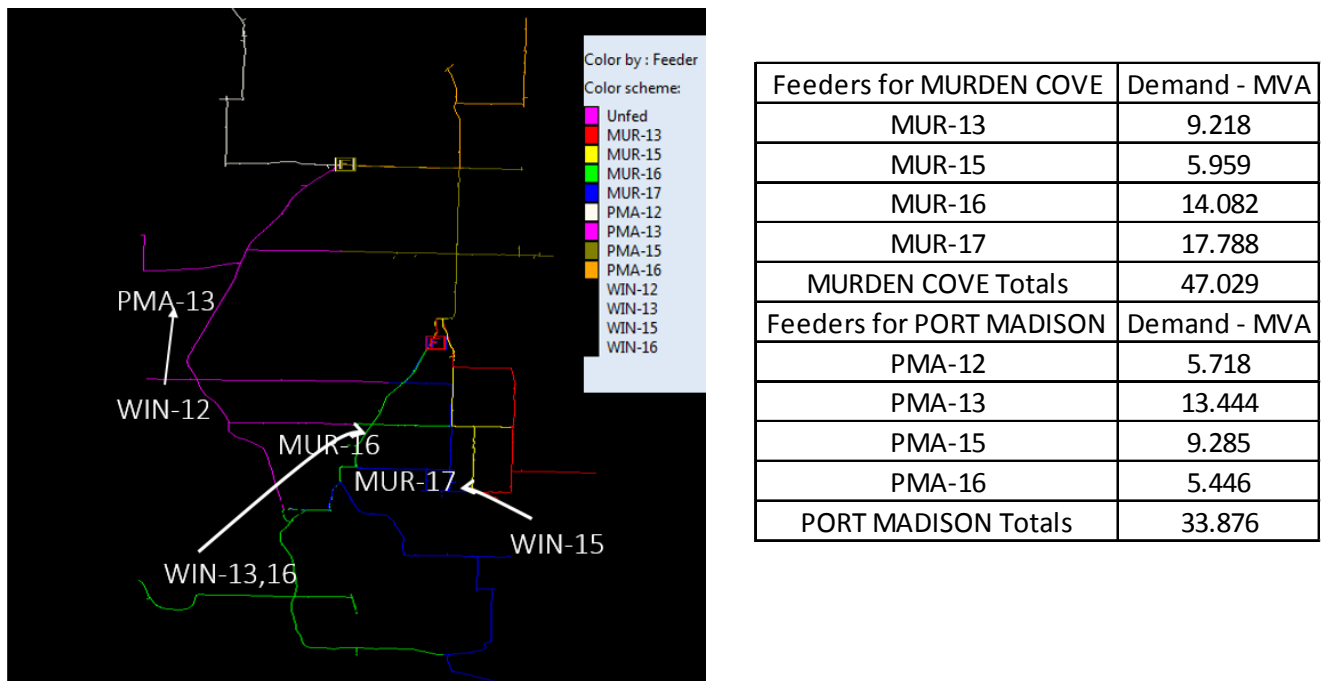 Color by : Feeder
Color scheme:
Unfed
MUR-13
MUR-15
MUR-16
MUR-17
PMA-12
PMA-13
PMA-15
PMA-16
WIN-12
WIN-13
WIN-15
WIN-16
PMA-13
WIN-12
MUR-16
MUR-17
WIN-15
WIN-13,16
Feeders for MURDEN COVE Demand - MVA
MUR-13 9.218
MUR-15 5.959
MUR-16 14.082
MUR-17 17.788
MURDEN COVE Totals 47.029
Feeders for PORT MADISON Demand - MVA
PMA-12 5.718
PMA-13 13.444
PMA-15 9.285
PMA-16 5.446
PORT MADISON Totals 33.876